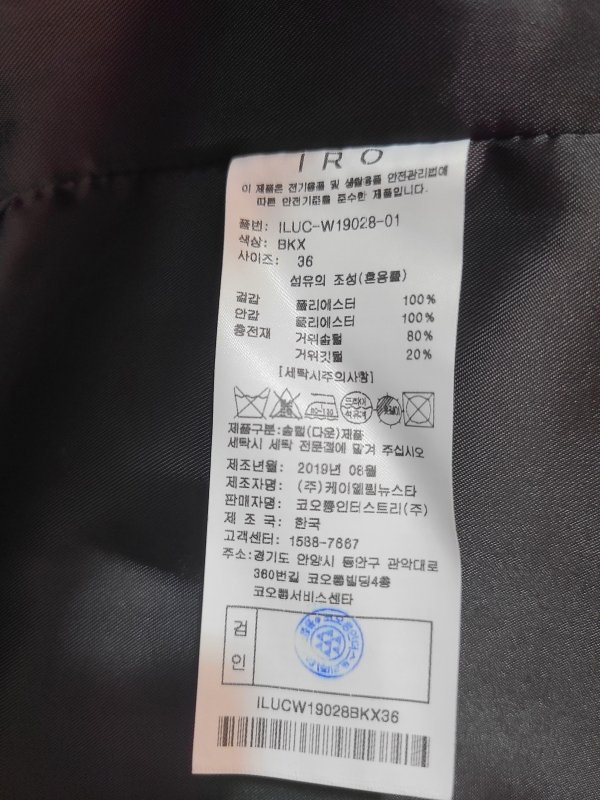 IRO
이 제품은 전기용품 및 생활용품 안전관리법에
따른 안전기준을 준수한 제품입니다.
품번: ILUC-W19028-01
색상: BKX
사이즈: 36
섬유의 조성(혼용률)
겉감 폴리에스터 100%
안감 폴리에스터 100%
충전재 거위솜털 80%
거위깃털 20%
[세탁시주의사항]
드라이
석유계
제품구분:솜털(다운)제품
세탁시 세탁 전문점에 맡겨 주십시오
제조년월: 2019년 08월
제조자명: (주)케이엘림뉴스타
판매자명: 코오롱인더스트리(주)
제 조 국: 한국
고객센터: 1588-7667
주소:경기도 안양시 동안구 관악대로
360번길 코오롱빌딩4층
코오롱서비스센타
검
인
ILUCW19028BKX36